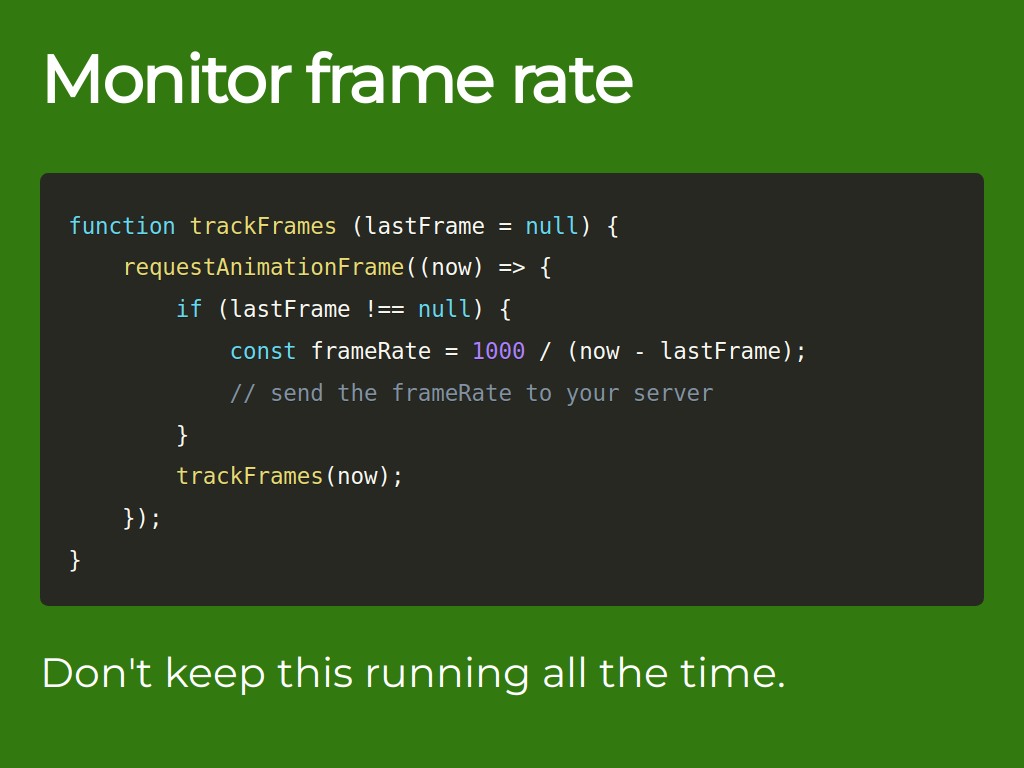 Monitor frame rate
function trackFrames (lastFrame = null) {
    requestAnimationFrame((now) => {
        if (lastFrame !== null) {
            const frameRate = 1000 / (now - lastFrame);
            // send the frameRate to your server
        }
        trackFrames(now);
    });
}
Don't keep this running all the time.